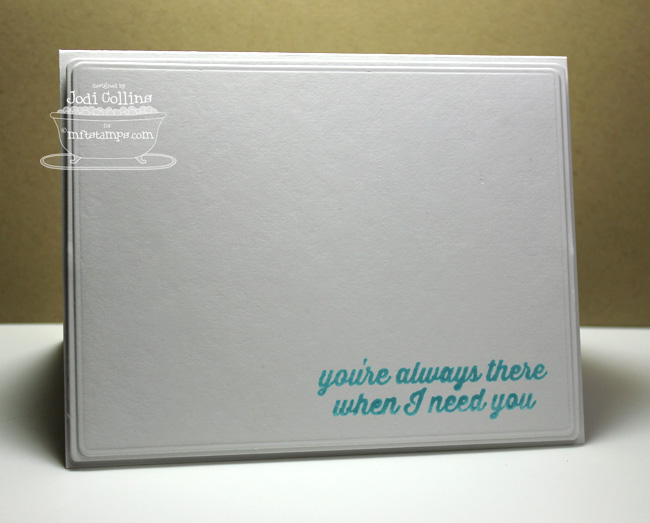 designed by
Jodi Collins
for
©mftstamps.com
you're always there
when I need you